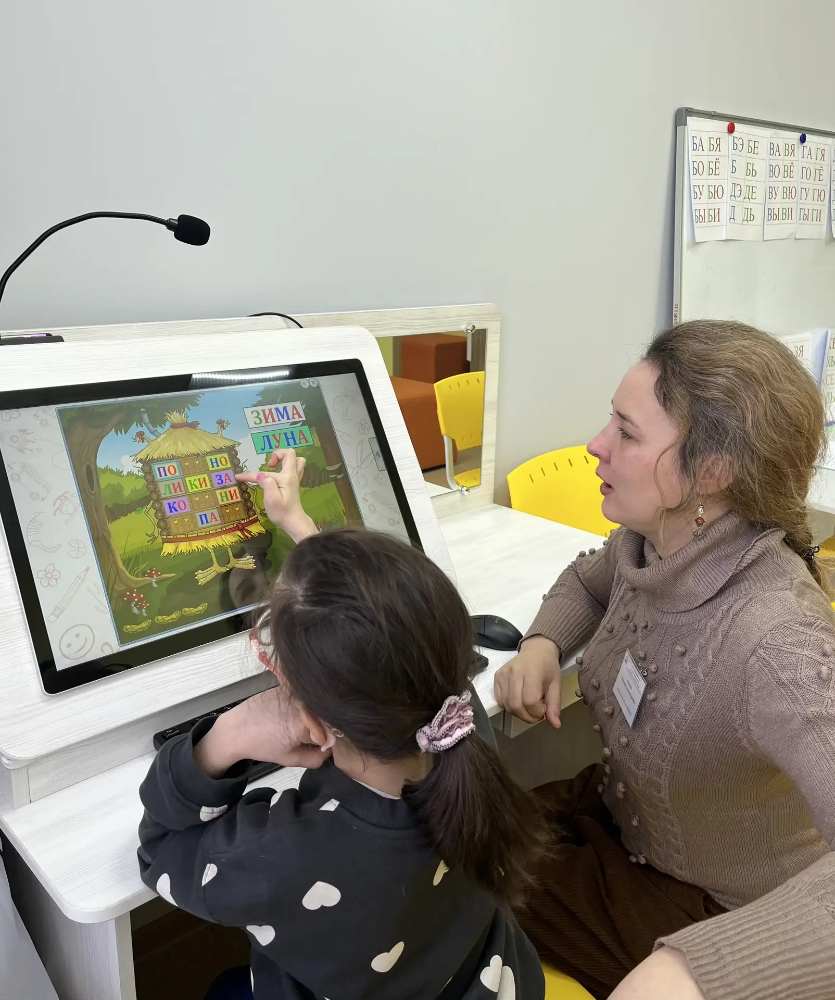 ЗИМА
ЛУНА
ПО НО
ЛИ КИ ЗА
КО НИ
ПА
БА БЯ
БО БЁ
БУ БЮ
БЫ БИ
БЭ БЕ
Б БЬ
ДЭ ДЕ
Д ДЬ
ВА ВЯ
ВО ВЁ
ВУ ВЮ
ВЫ ВИ
ГА ГЯ
ГО ГЁ
ГУ ГЮ
ГЫ ГИ